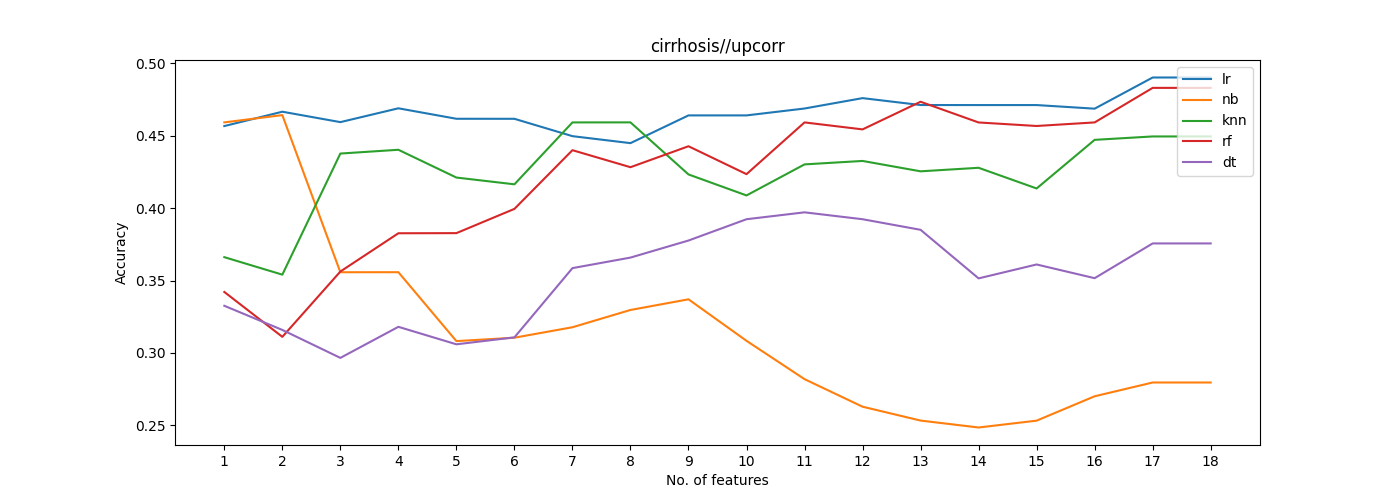 cirrhosis//upcorr
0.50
0.45
0.40
0.35
0.30
0.25
Accuracy
lr
nb
knn
rf
dt
1 2 3 4 5 6 7 8 9 10 11 12 13 14 15 16 17 18
No. of features